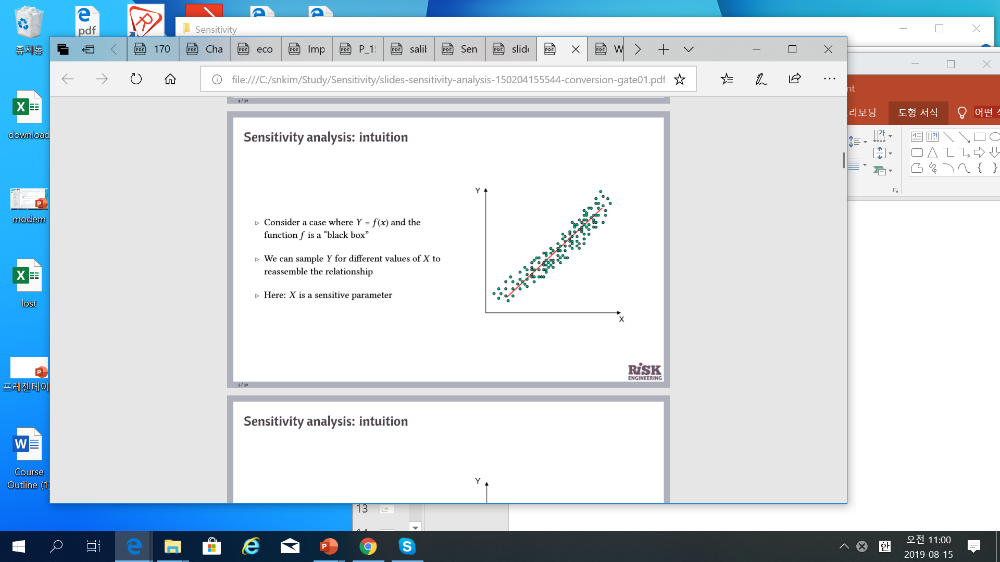 pdf
Sensitivity
휴지통
170
Cha
eco
Imp
P_1
salib
Sen
slide
W
file:///C:/snkim/Study/Sensitivity/slides-sensitivity-analysis-150204155544-conversion-gate01.pdf
nt
리보딩
도형 서식
어떤
4 / 30
download
Sensitivity analysis: intuition
Y
Consider a case where Y = f(x) and the
function f is a “black box”
We can sample Y for different values of X to
reassemble the relationship
Here: X is a sensitive parameter
X
RISK
ENGINEERING
5 / 30
modem
lost
프레젠테이
Course
Outline (1)
Sensitivity analysis: intuition
Y
13
오전 11:00
2019-08-15
한